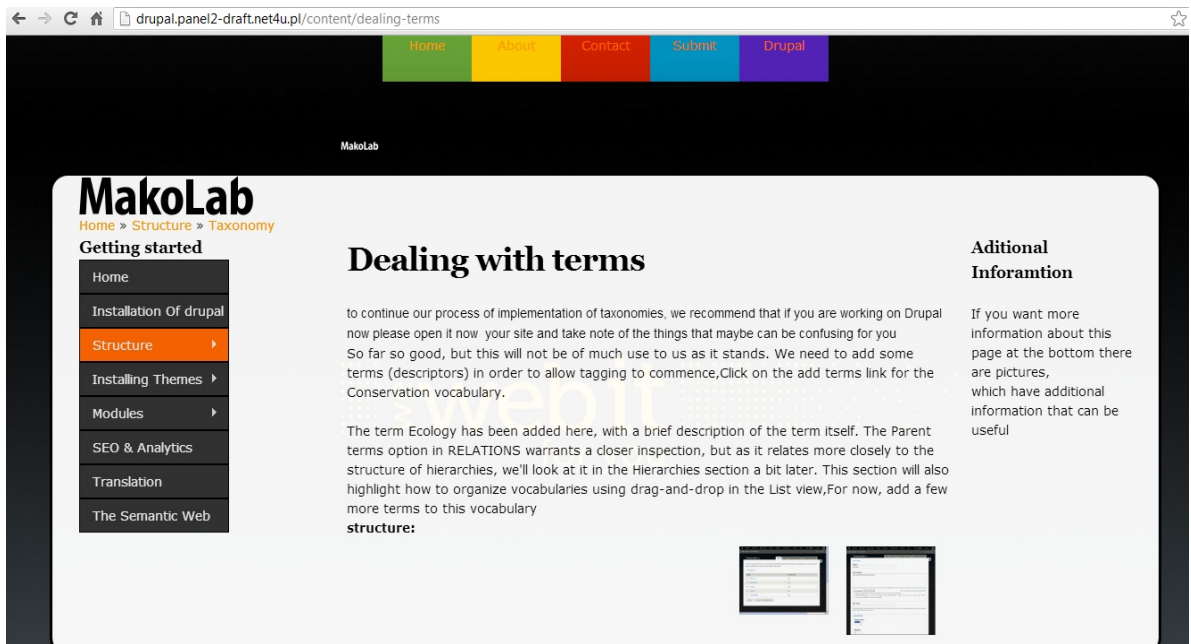 drupal.panel2-draft.net4u.pl/content/dealing-terms
Home About Contact Submit Drupal
MakoLab
MakoLab
Home » Structure » Taxonomy
Getting started
Home
Installation Of drupal
Structure
Installing Themes
Modules
SEO & Analytics
Translation
The Semantic Web
Dealing with terms
to continue our process of implementation of taxonomies, we recommend that if you are working on Drupal
now please open it now your site and take note of the things that maybe can be confusing for you
So far so good, but this will not be of much use to us as it stands. We need to add some
terms (descriptors) in order to allow tagging to commence,Click on the add terms link for the
Conservation vocabulary.
The term Ecology has been added here, with a brief description of the term itself. The Parent
terms option in RELATIONS warrants a closer inspection, but as it relates more closely to the
structure of hierarchies, we'll look at it in the Hierarchies section a bit later. This section will also
highlight how to organize vocabularies using drag-and-drop in the List view,For now, add a few
more terms to this vocabulary
structure:
webit
Aditional
Inforamtion
If you want more
information about this
page at the bottom there
are pictures,
which have additional
information that can be
useful